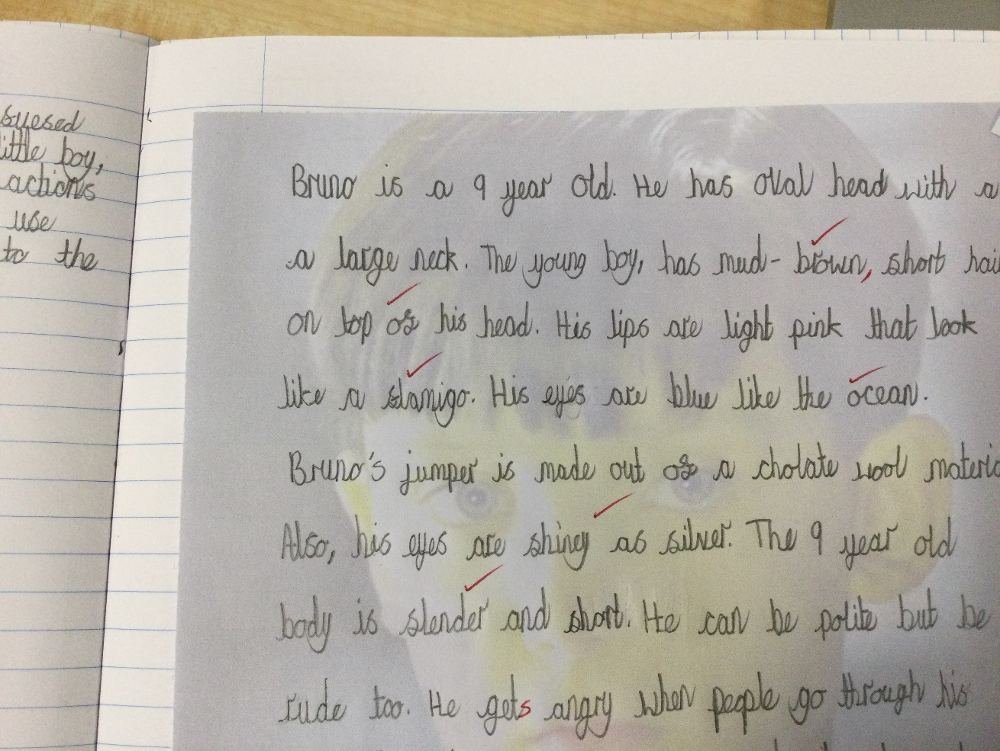 little boy,
actions
use
to the
Bruno is a 9 year old. He has oval head with a
a large neck. The young boy, has mud-brown, short hai
on top of his head. His lips are light pink that look
like a flamigo. His eyes are blue like the ocean.
Bruno's jumper is made out of a cholate wool materia
Also, his eyes are shiney as silver. The 9 year old
body is slender and short. He can be polite but be
rude too. He gets angry when people go through his